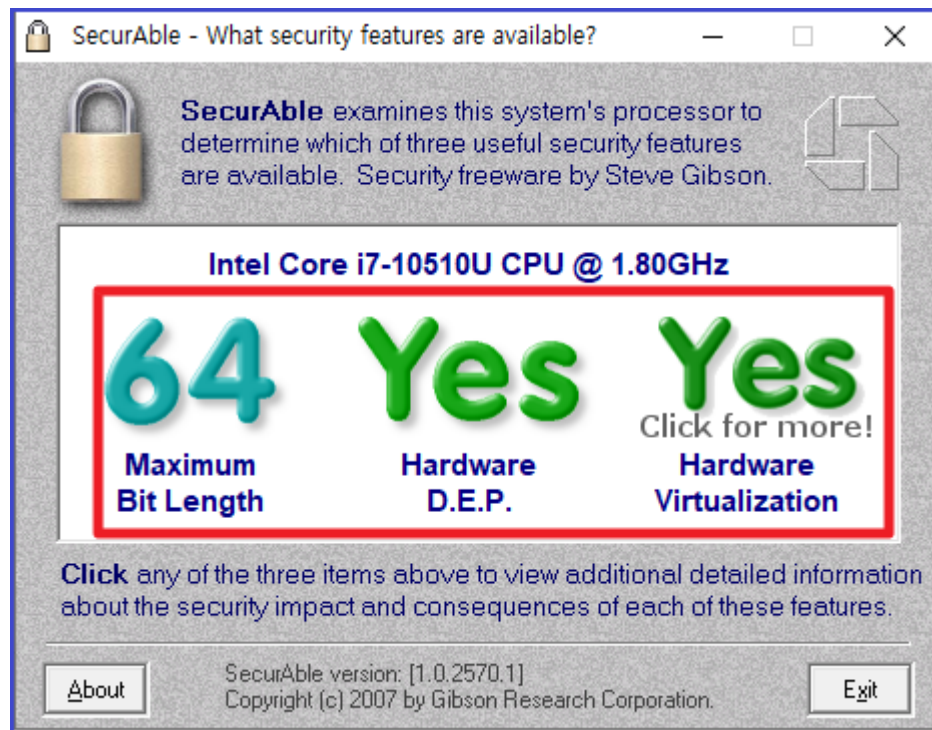 SecurAble - What security features are available?
SecurAble examines this system's processor to
determine which of three useful security features
are available. Security freeware by Steve Gibson.
Intel Core i7-10510U CPU @ 1.80GHz
64 Yes Yes
Click for more!
Maximum Hardware Hardware
Bit Length D.E.P. Virtualization
Click any of the three items above to view additional detailed information
about the security impact and consequences of each of these features.
About
SecurAble version: [1.0.2570.1]
Copyright (c) 2007 by Gibson Research Corporation.
Exit